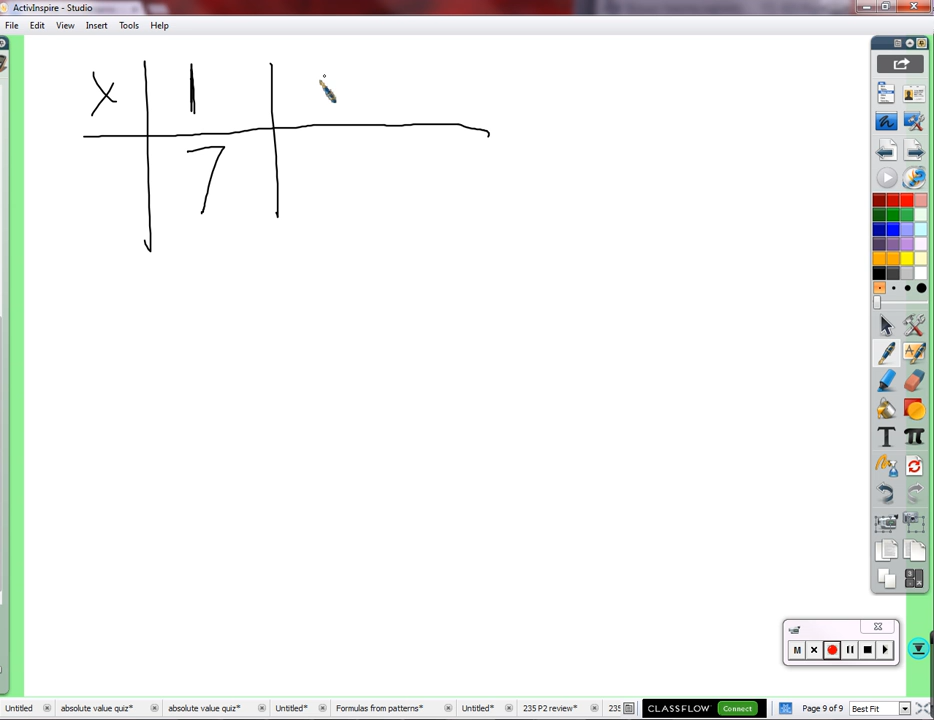 ActivInspire - Studio
File Edit View Insert Tools Help
x 1
7
M
Untitled absolute value quiz* absolute value quiz* Untitled* Formulas from patterns* Untitled* 235 P2 review* 235 CLASSFLOW Connect Page 9 of 9 Best Fit